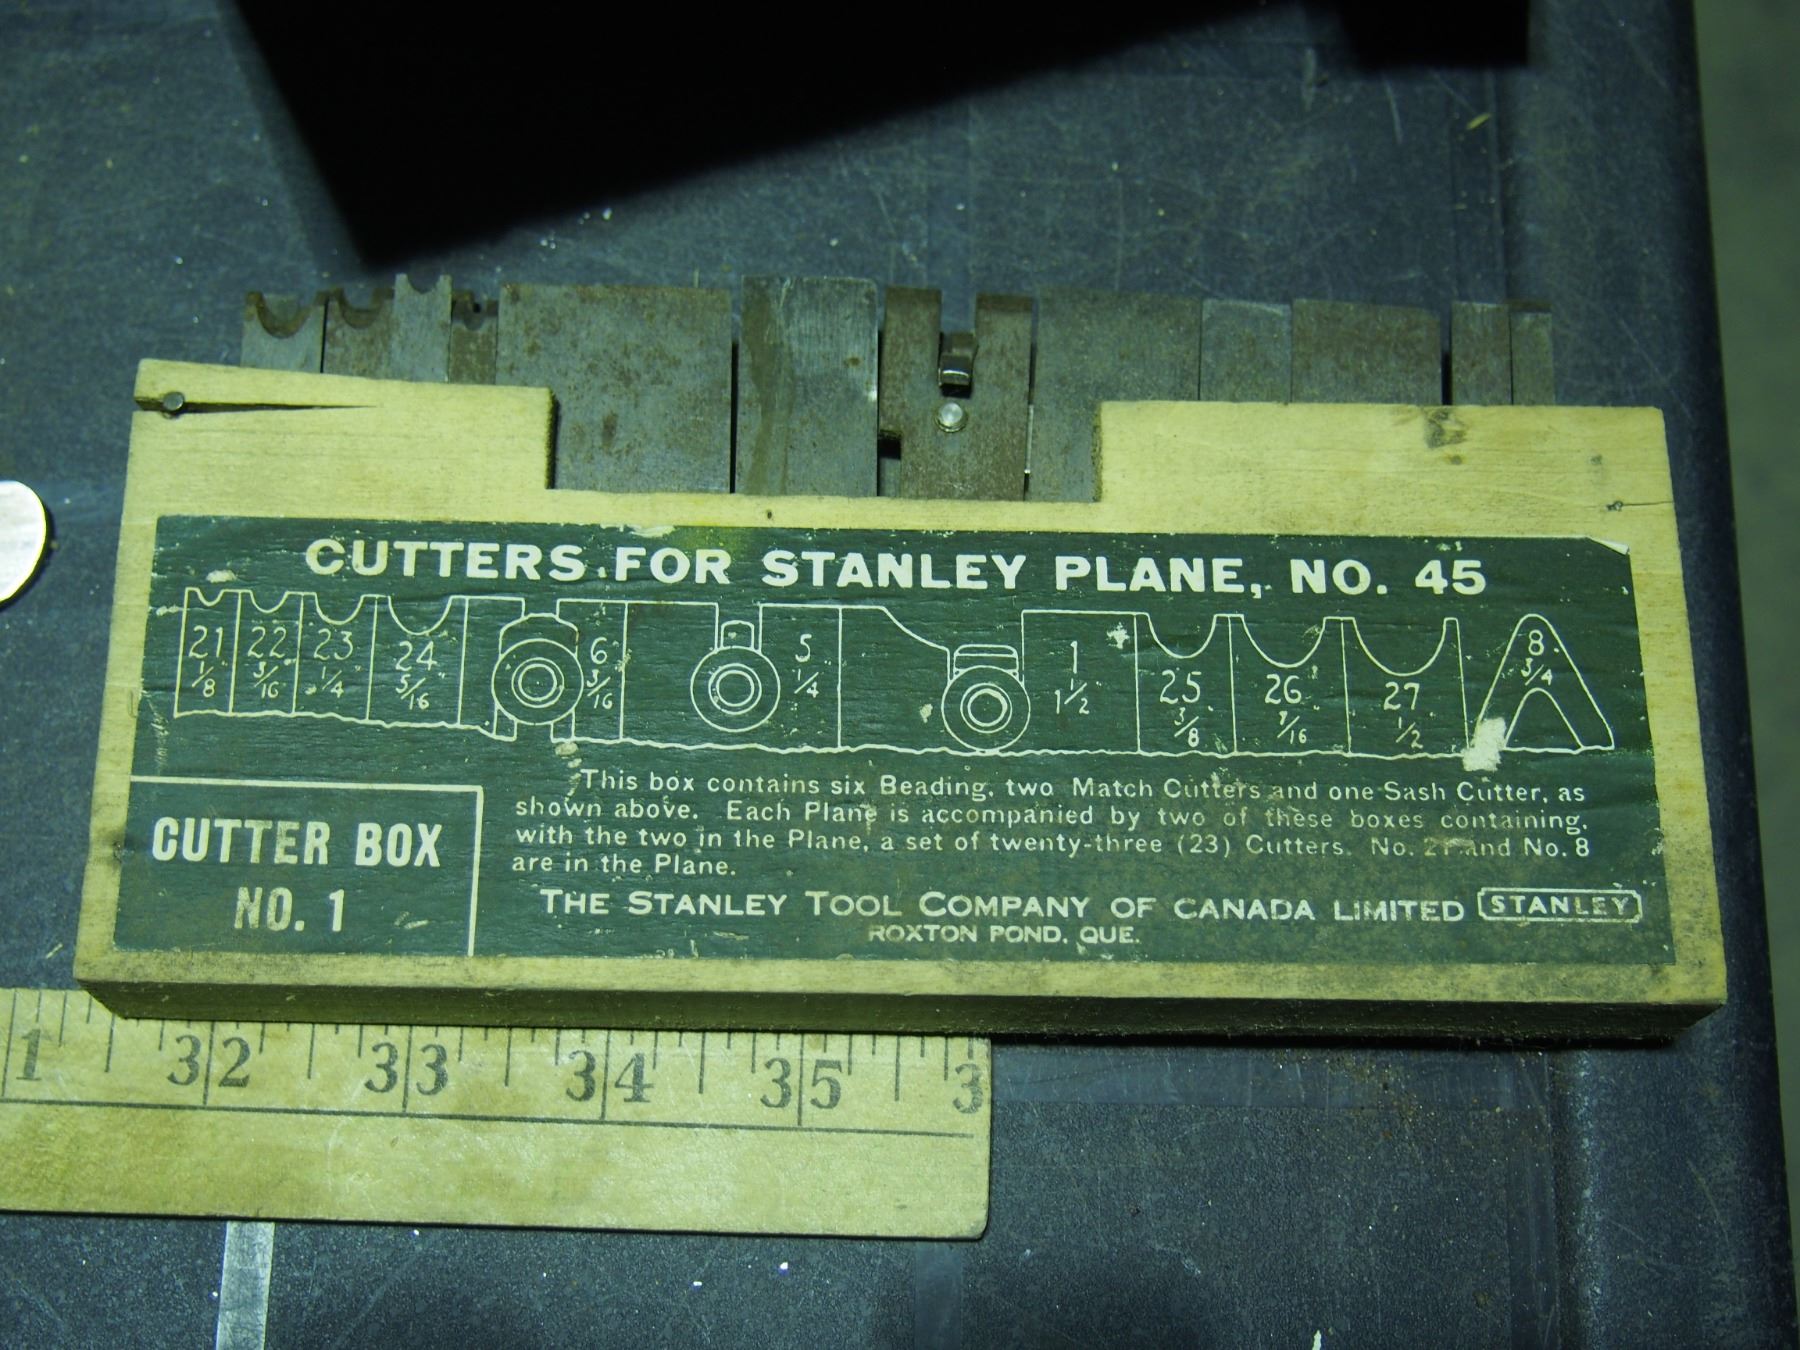 CUTTERS FOR STANLEY PLANE, NO. 45
21 22 23 24 6 5 1 25 26 27 8
1/8" 3/16" 1/4" 5/16" 3/16 1/4" 1 1/2 3/8" 7/16" 1/2" 3/4"
This box contains six Beading, two Match Cutters and one Sash Cutter, as
shown above. Each Plane is accompanied by two of these boxes containing,
with the two in the Plane, a set of twenty-three (23) Cutters. No. 21 and No. 8
are in the Plane.
CUTTER BOX
NO. 1
THE STANLEY TOOL COMPANY OF CANADA LIMITED STANLEY
ROXTON POND, QUE.
1 32 33 34 35 3